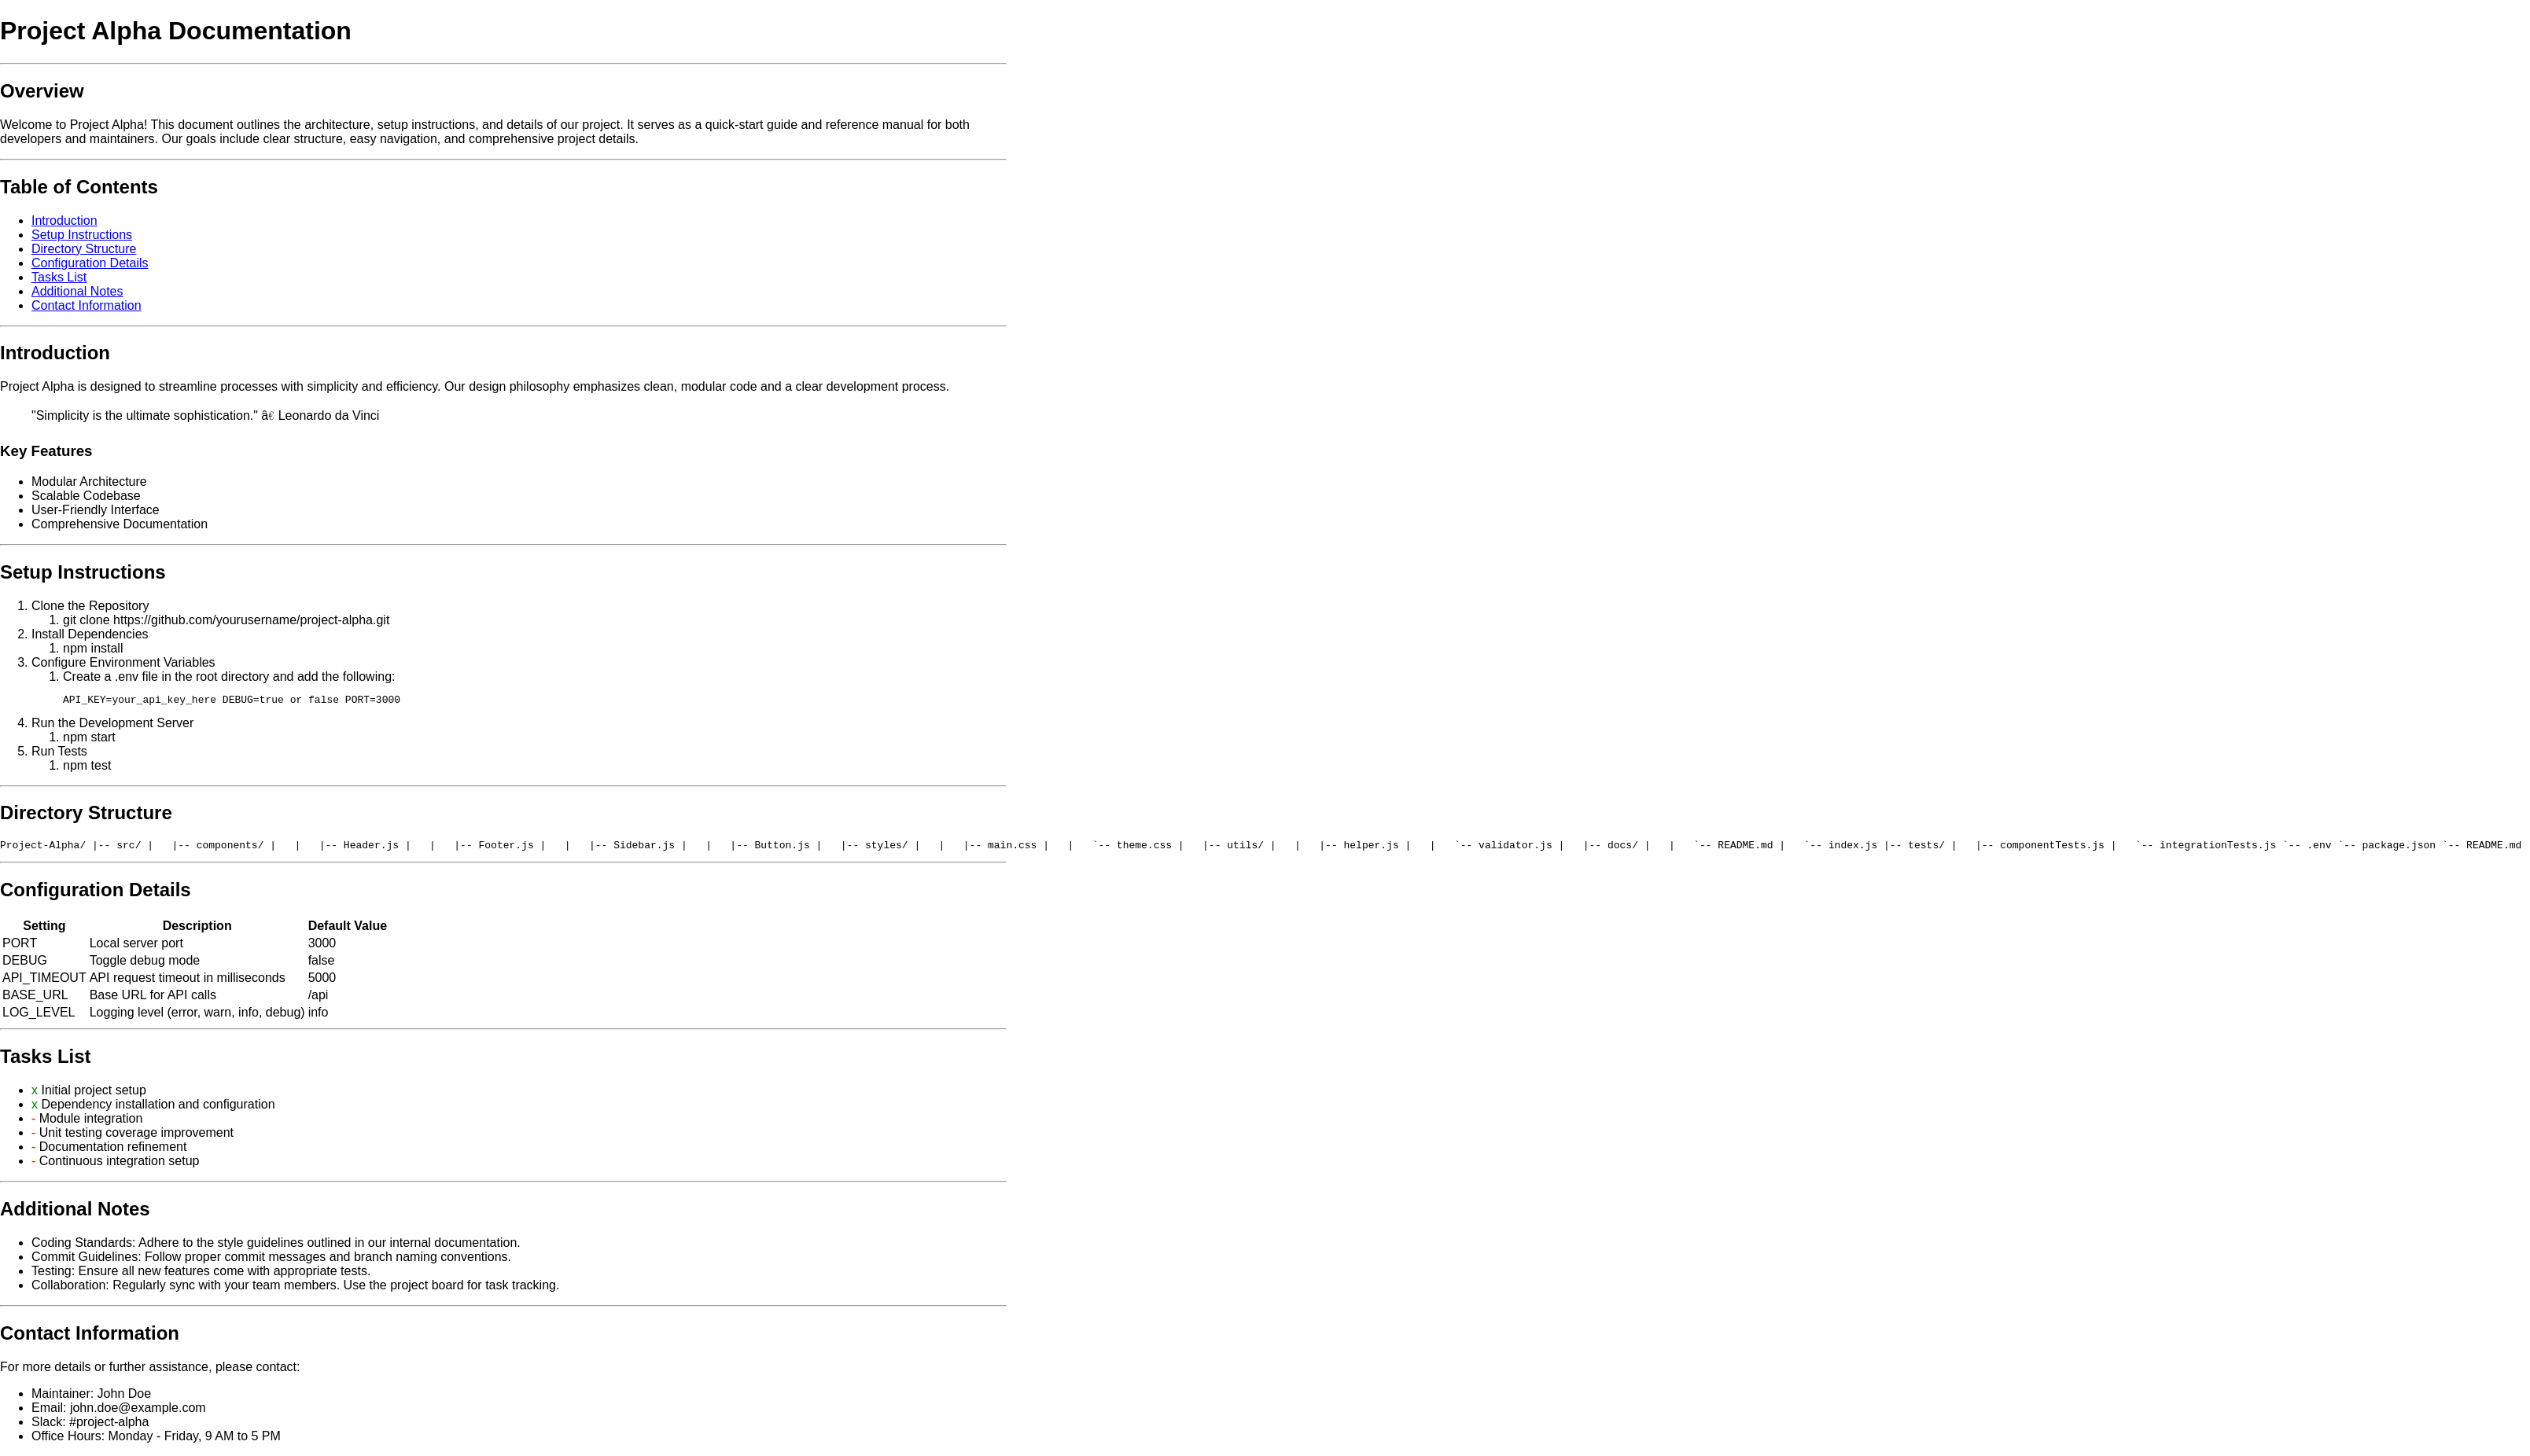 Project Alpha Documentation
Overview
Welcome to Project Alpha! This document outlines the architecture, setup instructions, and details of our project. It serves as a quick-start guide and reference manual for both
developers and maintainers. Our goals include clear structure, easy navigation, and comprehensive project details.
Table of Contents
• Introduction
• Setup Instructions
• Directory Structure
• Configuration Details
• Tasks List
• Additional Notes
• Contact Information
Introduction
Project Alpha is designed to streamline processes with simplicity and efficiency. Our design philosophy emphasizes clean, modular code and a clear development process.
"Simplicity is the ultimate sophistication." â€ Leonardo da Vinci
Key Features
• Modular Architecture
• Scalable Codebase
• User-Friendly Interface
• Comprehensive Documentation
Setup Instructions
1. Clone the Repository
1. git clone https://github.com/yourusername/project-alpha.git
2. Install Dependencies
1. npm install
3. Configure Environment Variables
1. Create a .env file in the root directory and add the following:
API_KEY=your_api_key_here DEBUG=true or false PORT=3000
4. Run the Development Server
1. npm start
5. Run Tests
1. npm test
Directory Structure
Project-Alpha/ |-- src/ |   |-- components/ |   |   |-- Header.js |   |   |-- Footer.js |   |   |-- Sidebar.js |   |   |-- Button.js |   |-- styles/ |   |   |-- main.css |   |   `-- theme.css |   |-- utils/ |   |   |-- helper.js |   |   `-- validator.js |   |-- docs/ |   |   `-- README.md |   `-- index.js |-- tests/ |   |-- componentTests.js |   `-- integrationTests.js `-- .env `-- package.json `-- README.md
Configuration Details
Setting Description Default Value
PORT Local server port 3000
DEBUG Toggle debug mode false
API_TIMEOUT API request timeout in milliseconds 5000
BASE_URL Base URL for API calls /api
LOG_LEVEL Logging level (error, warn, info, debug) info
Tasks List
• x Initial project setup
• x Dependency installation and configuration
• - Module integration
• - Unit testing coverage improvement
• - Documentation refinement
• - Continuous integration setup
Additional Notes
• Coding Standards: Adhere to the style guidelines outlined in our internal documentation.
• Commit Guidelines: Follow proper commit messages and branch naming conventions.
• Testing: Ensure all new features come with appropriate tests.
• Collaboration: Regularly sync with your team members. Use the project board for task tracking.
Contact Information
For more details or further assistance, please contact:
• Maintainer: John Doe
• Email: john.doe@example.com
• Slack: #project-alpha
• Office Hours: Monday - Friday, 9 AM to 5 PM